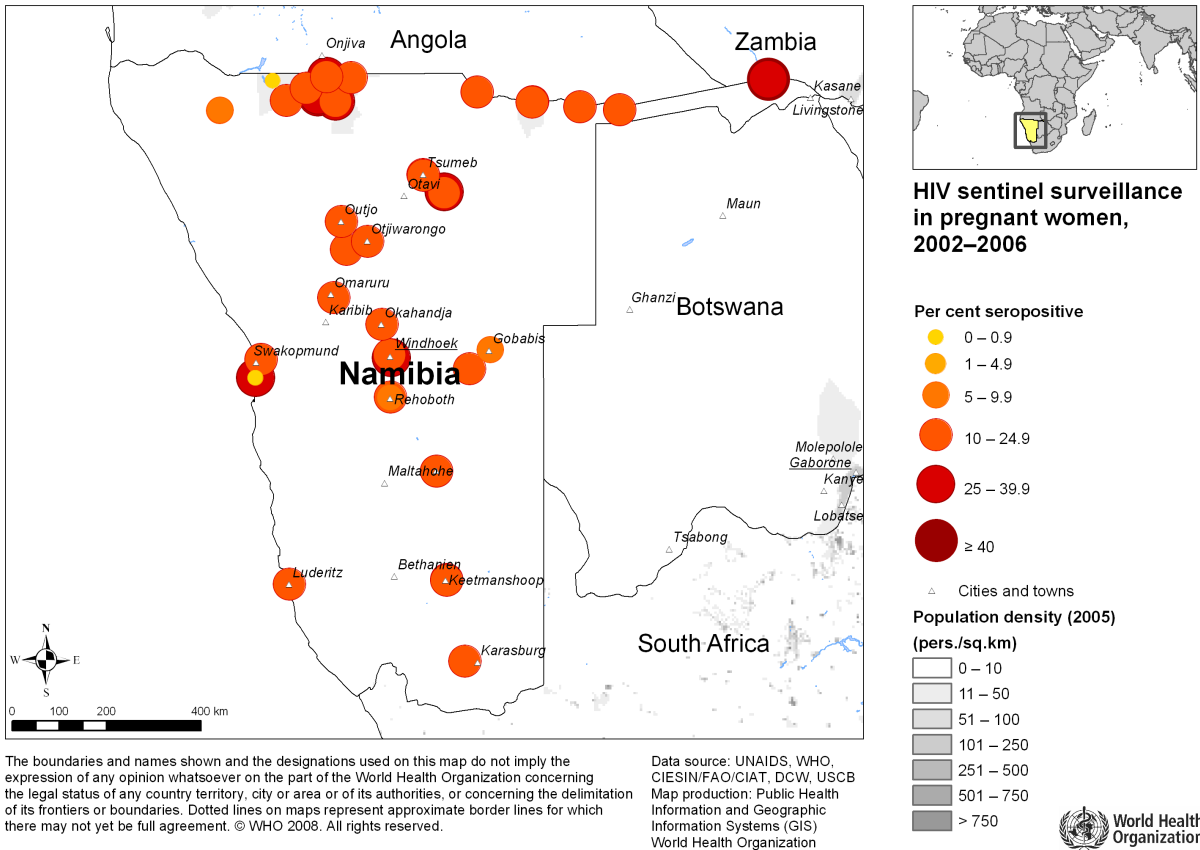 Onjiva
Angola
Zambia
Kasane
Livingstone
Tsumeb
Otavi
Maun
Outjo
Otjiwarongo
Omaruru
Karibib
Okahandja
Ghanzi
Botswana
Windhoek
Gobabis
Swakopmund
Namibia
Rehoboth
Maltahohe
Molepolole
Gaborone
Kanye
Lobatse
Tsabong
Bethanien
Luderitz
Keetmanshoop
South Africa
Karasburg
N
W E
S
0 100 200 400 km
HIV sentinel surveillance
in pregnant women,
2002–2006
Per cent seropositive
0 – 0.9
1 – 4.9
5 – 9.9
10 – 24.9
25 – 39.9
≥ 40
Cities and towns
Population density (2005)
(pers./sq.km)
0 – 10
11 – 50
51 – 100
101 – 250
251 – 500
501 – 750
> 750
The boundaries and names shown and the designations used on this map do not imply the
expression of any opinion whatsoever on the part of the World Health Organization concerning
the legal status of any country territory, city or area or of its authorities, or concerning the delimitation
of its frontiers or boundaries. Dotted lines on maps represent approximate border lines for which
there may not yet be full agreement. © WHO 2008. All rights reserved.
Data source: UNAIDS, WHO,
CIESIN/FAO/CIAT, DCW, USCB
Map production: Public Health
Information and Geographic
Information Systems (GIS)
World Health Organization
World Health
Organization